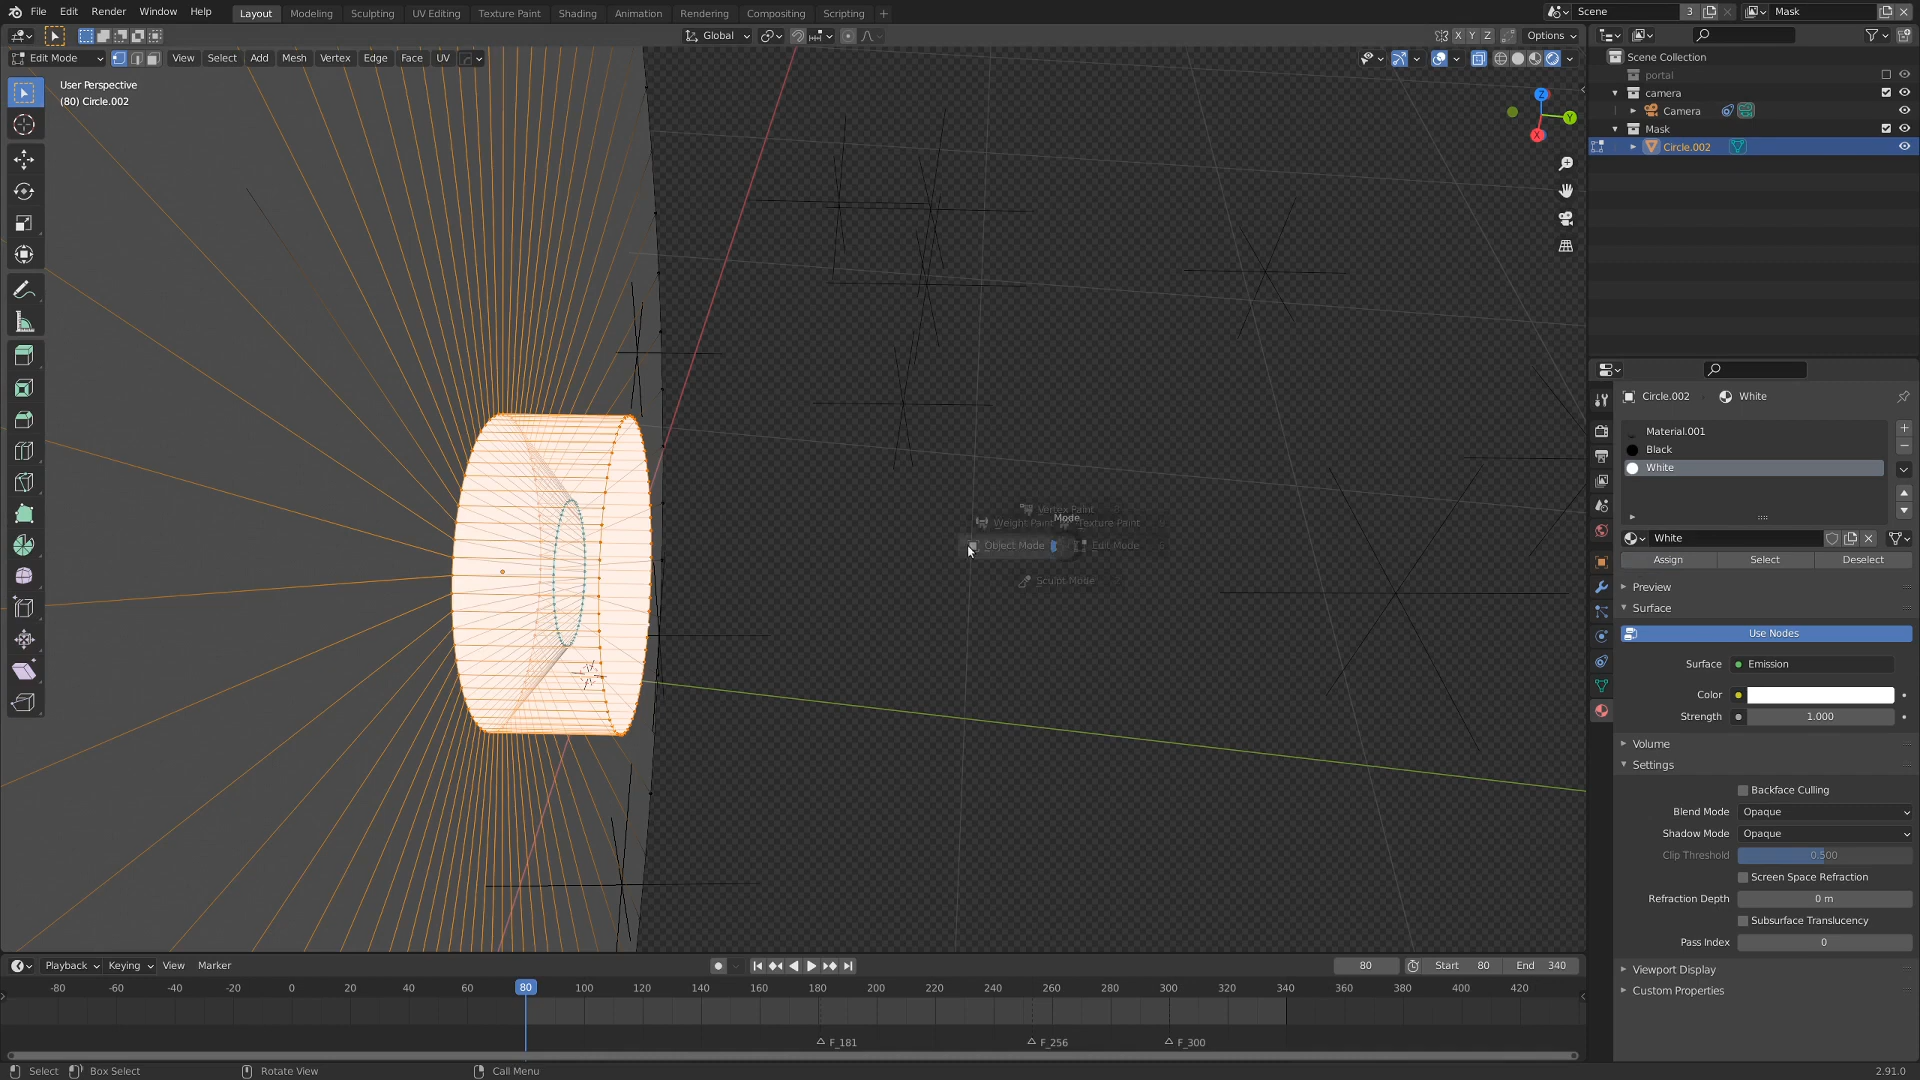 File Edit Render Window Help Layout Modeling Sculpting UV Editing Texture Paint Shading Animation Rendering Compositing Scripting + Scene 3 Mask
Global X Y Z Options
Edit Mode View Select Add Mesh Vertex Edge Face UV
User Perspective
(80) Circle.002
Z
Y
X
Vertex Paint
Mode
Weight Paint Texture Paint
Object Mode Edit Mode
Sculpt Mode
Scene Collection
portal
camera
Camera
Mask
Circle.002
Circle.002 White
Material.001
Black
White
White
Assign Select Deselect
Preview
Surface
Use Nodes
Surface Emission
Color
Strength 1.000
Volume
Settings
Backface Culling
Blend Mode Opaque
Shadow Mode Opaque
Clip Threshold 0.500
Screen Space Refraction
Refraction Depth 0 m
Subsurface Translucency
Pass Index 0
Viewport Display
Custom Properties
Playback Keying View Marker 80 Start 80 End 340
-80 -60 -40 -20 0 20 40 60 80 100 120 140 160 180 200 220 240 260 280 300 320 340 360 380 400 420
F_181 F_256 F_300
Select Box Select Rotate View Call Menu 2.91.0